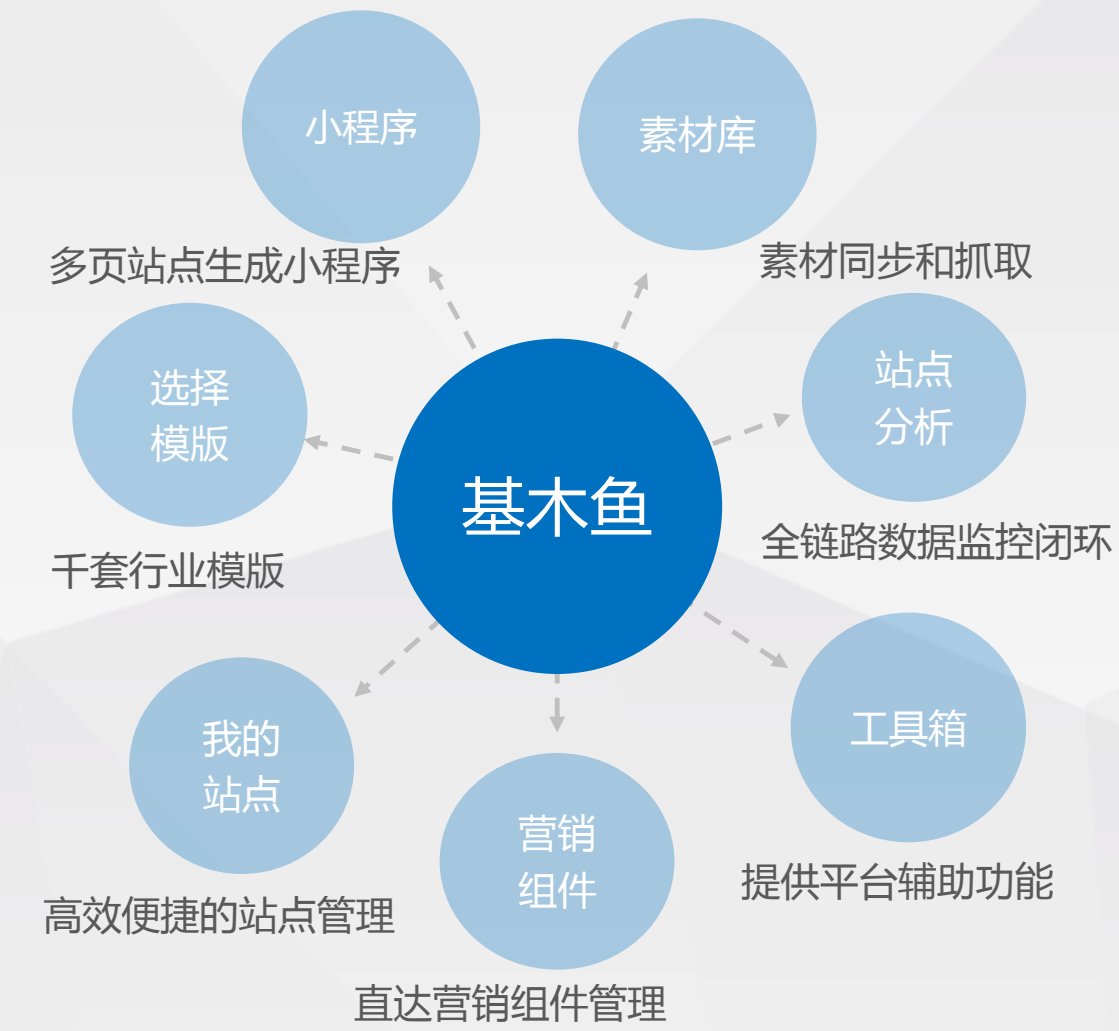 小程序
素材库
多页站点生成小程序
素材同步和抓取
选择
模版
站点
分析
基木鱼
千套行业模版
全链路数据监控闭环
我的
站点
工具箱
营销
组件
高效便捷的站点管理
提供平台辅助功能
直达营销组件管理